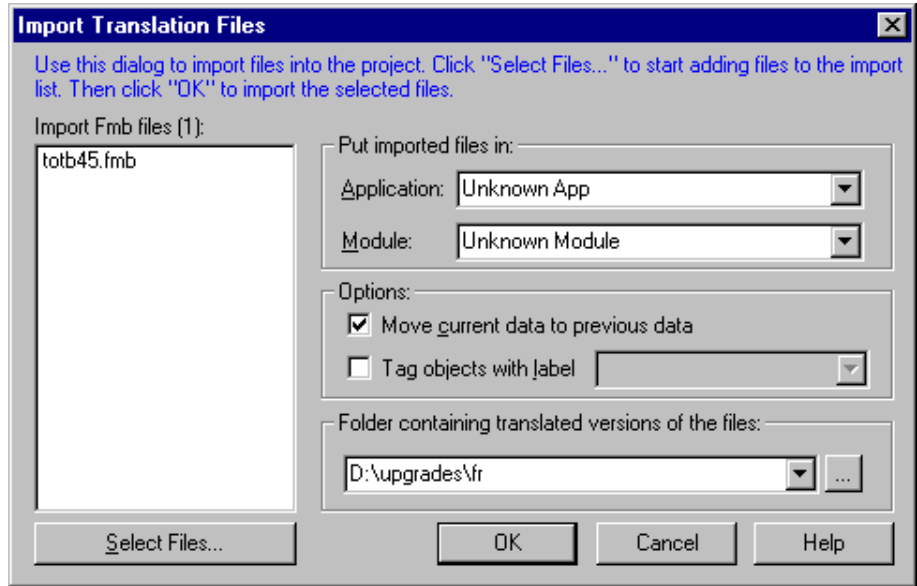 Import Translation Files
Use this dialog to import files into the project. Click "Select Files..." to start adding files to the import
list. Then click "OK" to import the selected files.
Import Fmb files (1):
totb45.fmb
Put imported files in:
Application: Unknown App
Module: Unknown Module
Options:
Move current data to previous data
Tag objects with label
Folder containing translated versions of the files:
D:\upgrades\fr
...
Select Files...
OK
Cancel
Help